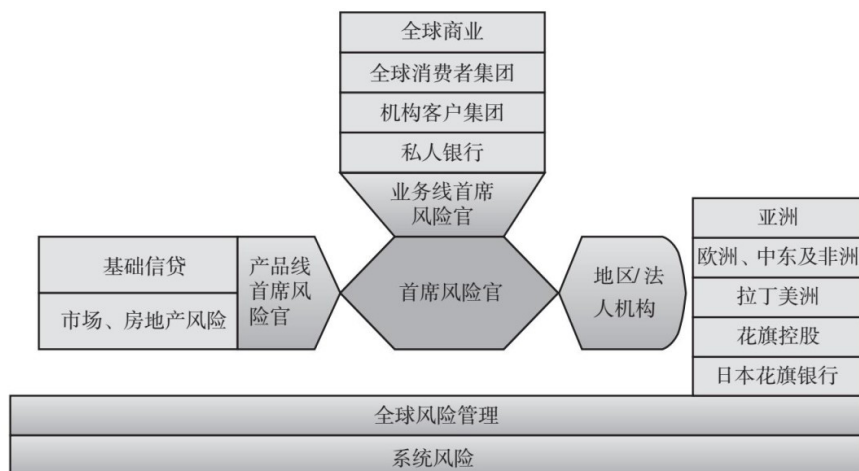 全球商业
全球消费者集团
机构客户集团
私人银行
业务线首席
风险官
基础信贷
市场、房地产风险
产品线
首席风
险官
首席风险官
地区/法
人机构
亚洲
欧洲、中东及非洲
拉丁美洲
花旗控股
日本花旗银行
全球风险管理
系统风险